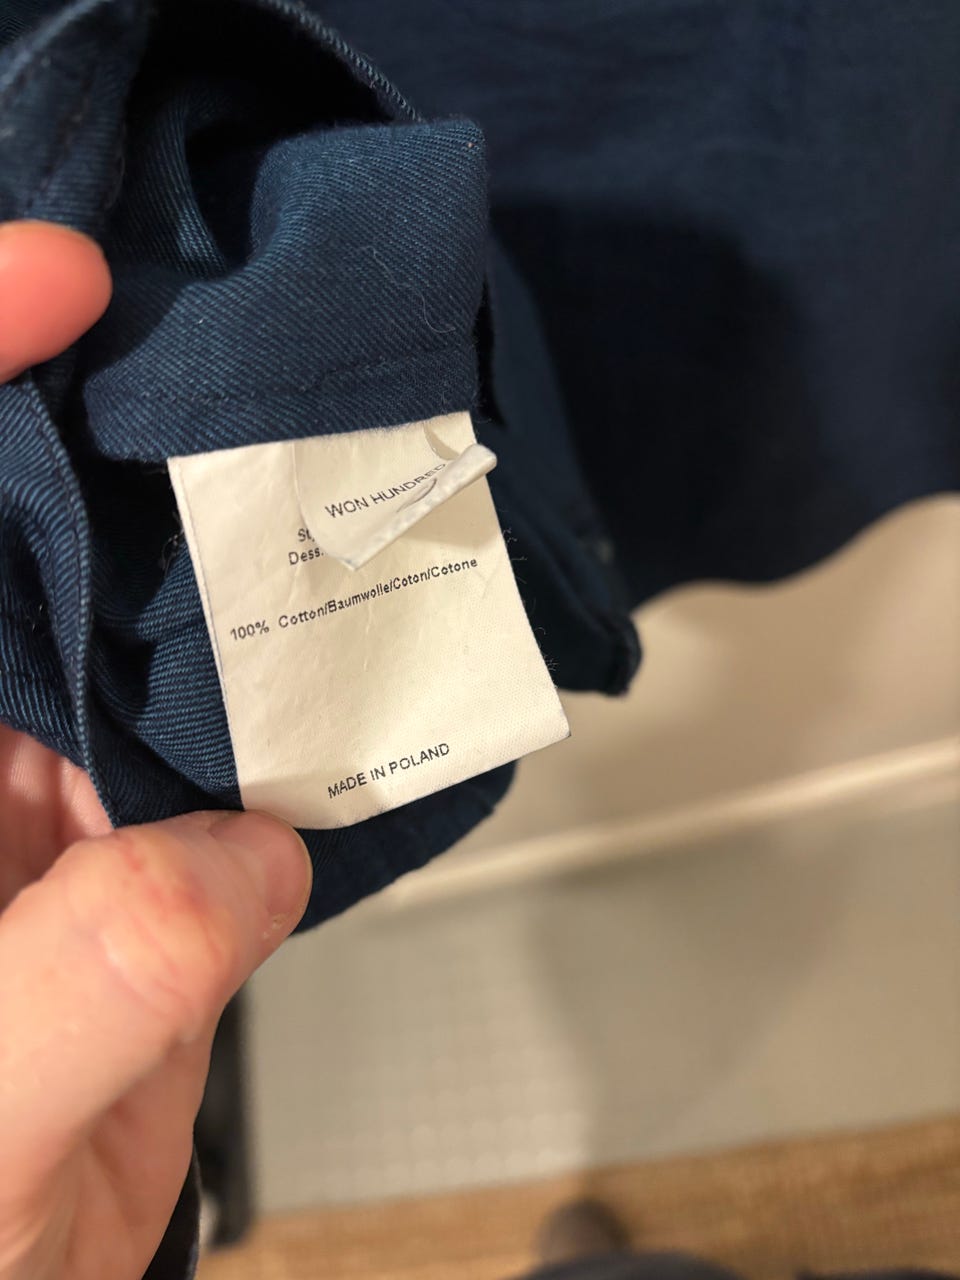 WON HUNDRED
100% Cotton/Baumwolle/Coton/Cotone
MADE IN POLAND